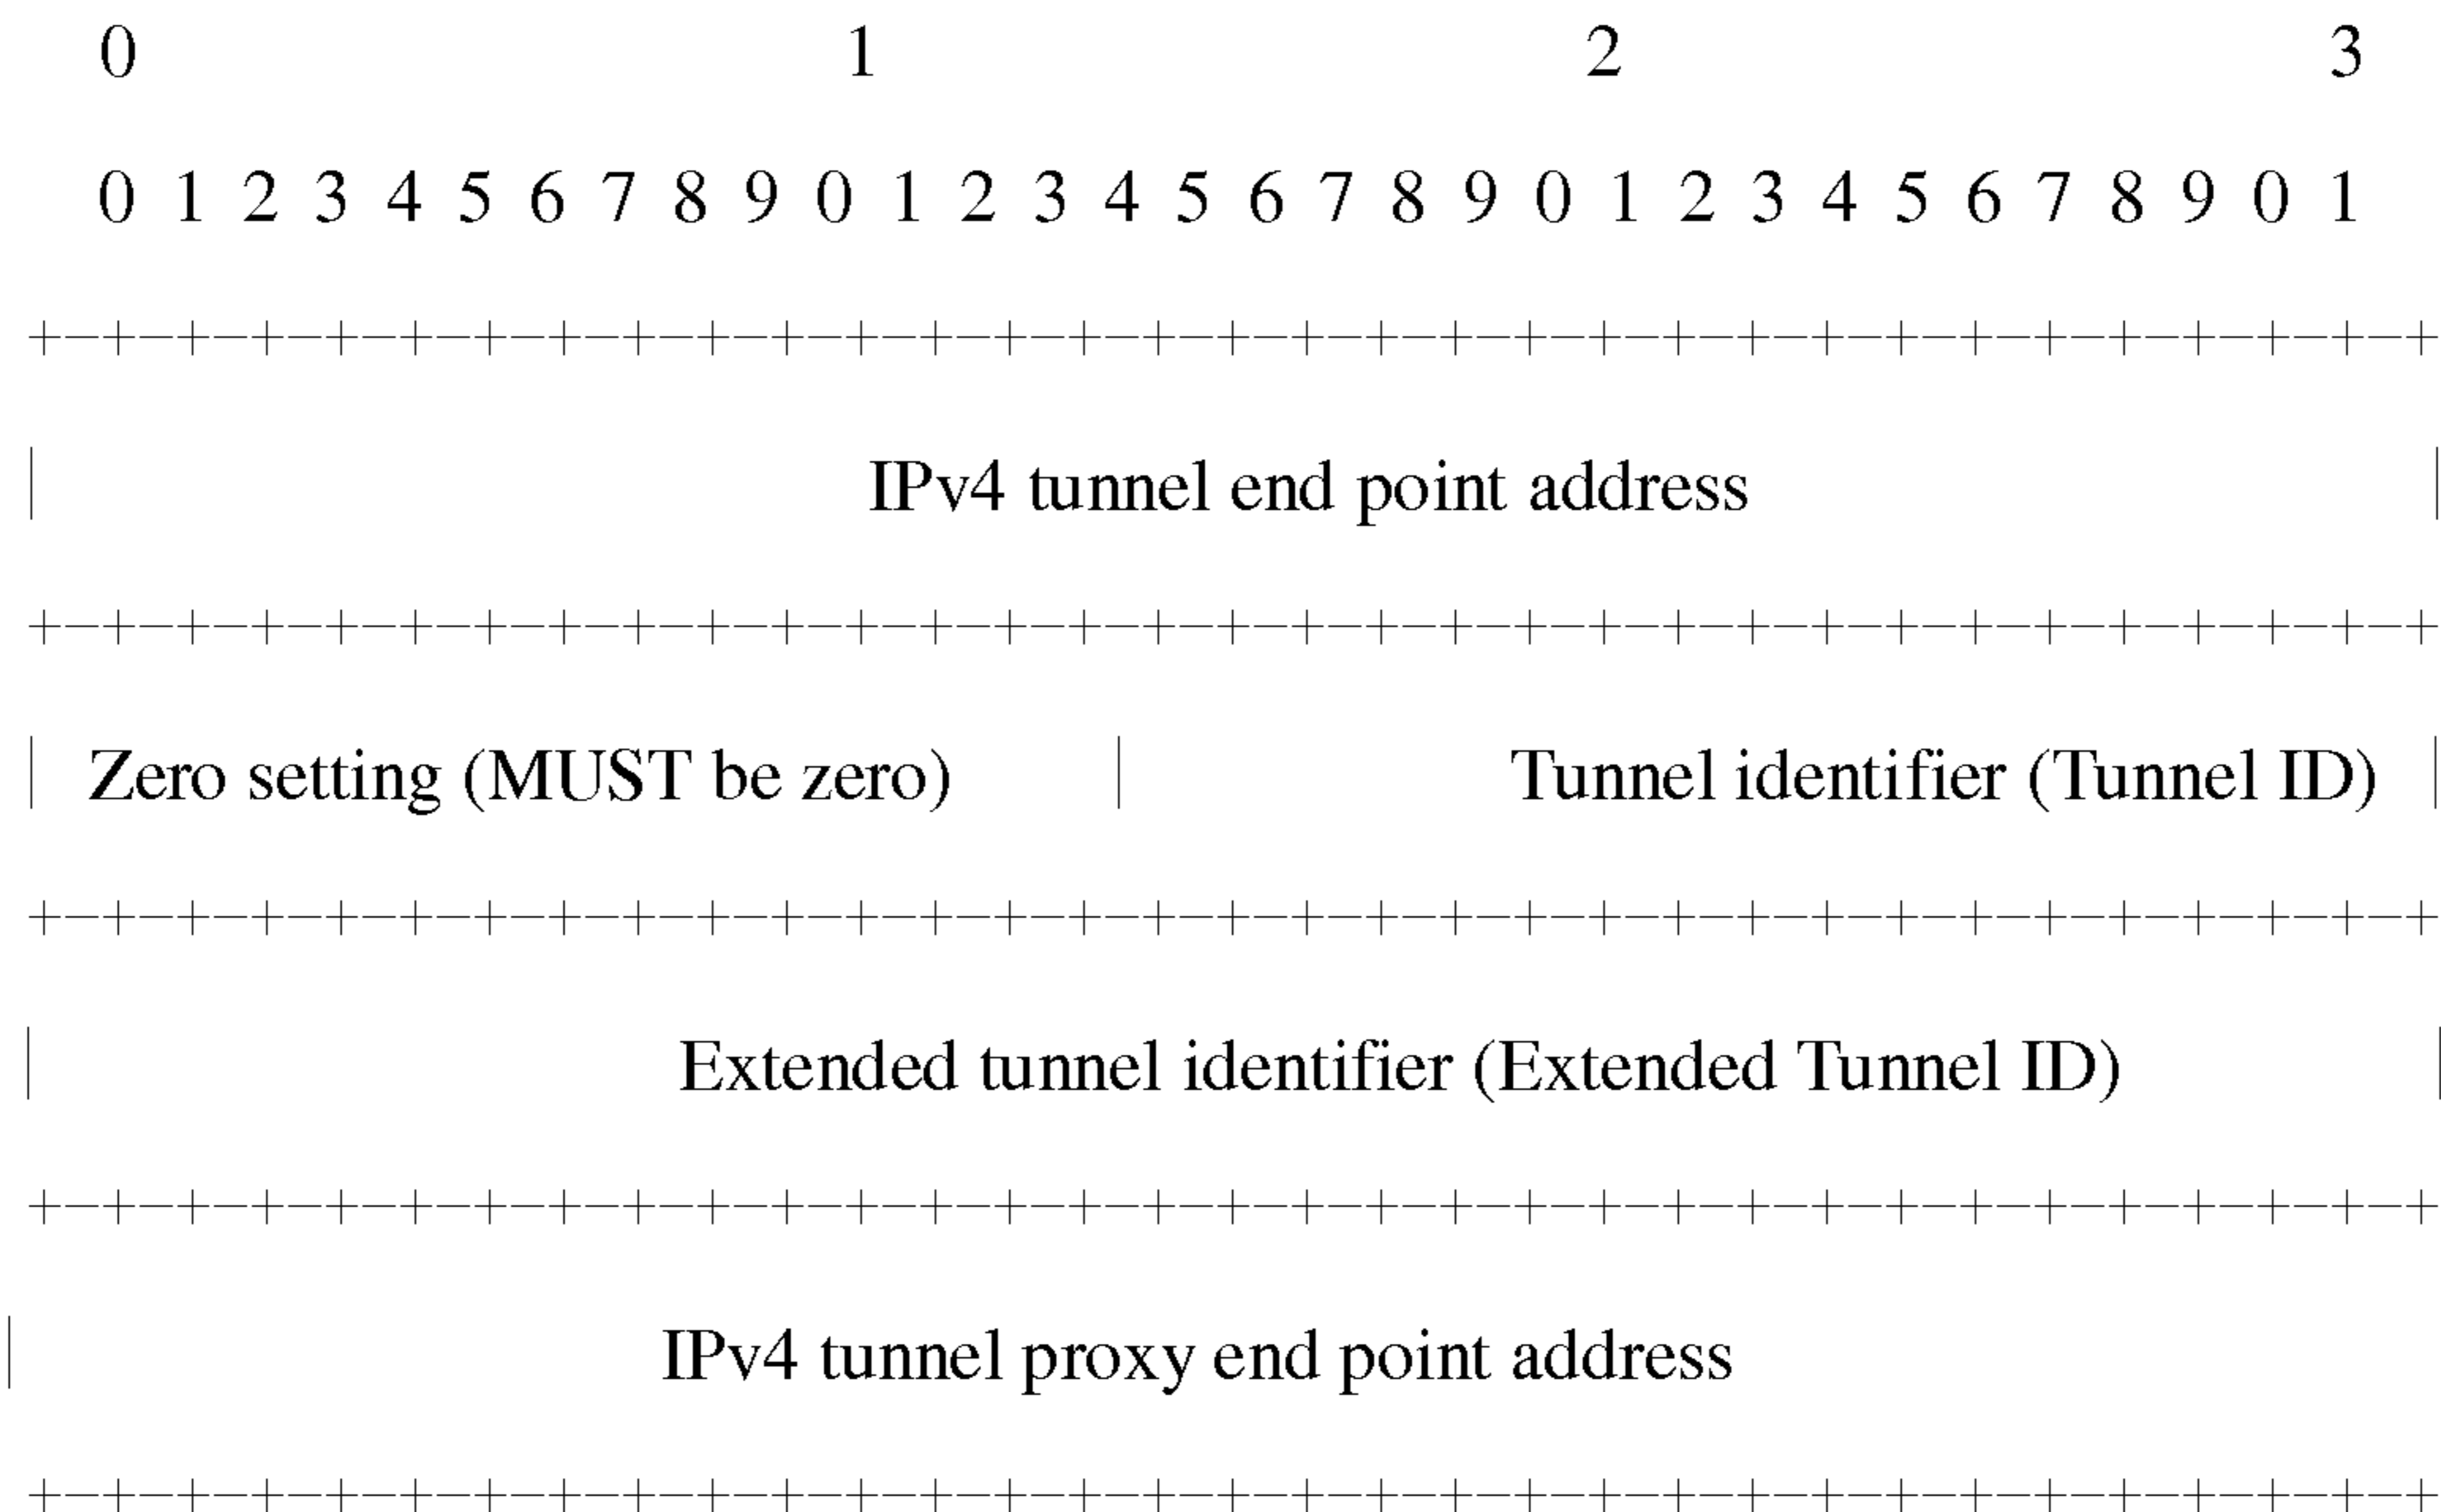 0 1 2 3
0 1 2 3 4 5 6 7 8 9 0 1 2 3 4 5 6 7 8 9 0 1 2 3 4 5 6 7 8 9 0 1
+—+—+—+—+—+—+—+—+—+—+—+—+—+—+—+—+—+—+—+—+—+—+—+—+—+—+—+—+—+—+—+—+
| IPv4 tunnel end point address |
+—+—+—+—+—+—+—+—+—+—+—+—+—+—+—+—+—+—+—+—+—+—+—+—+—+—+—+—+—+—+—+—+
| Zero setting (MUST be zero) | Tunnel identifier (Tunnel ID) |
+—+—+—+—+—+—+—+—+—+—+—+—+—+—+—+—+—+—+—+—+—+—+—+—+—+—+—+—+—+—+—+—+
| Extended tunnel identifier (Extended Tunnel ID) |
+—+—+—+—+—+—+—+—+—+—+—+—+—+—+—+—+—+—+—+—+—+—+—+—+—+—+—+—+—+—+—+—+
| IPv4 tunnel proxy end point address
+—+—+—+—+—+—+—+—+—+—+—+—+—+—+—+—+—+—+—+—+—+—+—+—+—+—+—+—+—+—+—+—+